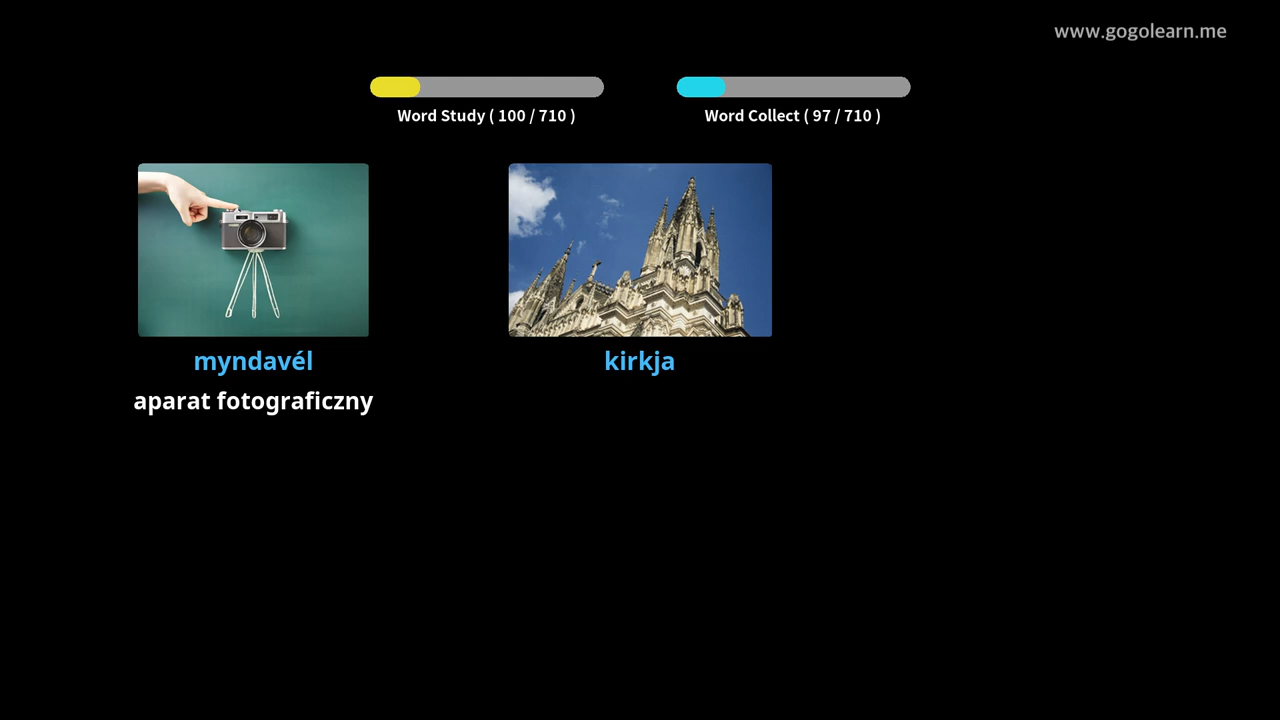 www.gogolearn.me
Word Study ( 100 / 710 )
Word Collect ( 97 / 710 )
myndavél
kirkja
aparat fotograficzny